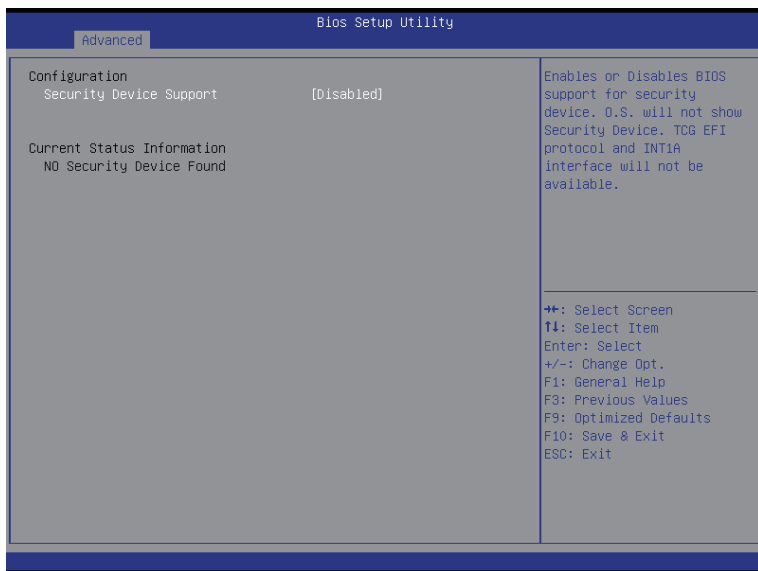 Bios Setup Utility
Advanced
Configuration
Security Device Support [Disabled]
Current Status Information
NO Security Device Found
Enables or Disables BIOS
support for security
device. O.S. will not show
Security Device. TCG EFI
protocol and INT1A
interface will not be
available.
→←: Select Screen
↑↓: Select Item
Enter: Select
+/-: Change Opt.
F1: General Help
F3: Previous Values
F9: Optimized Defaults
F10: Save & Exit
ESC: Exit